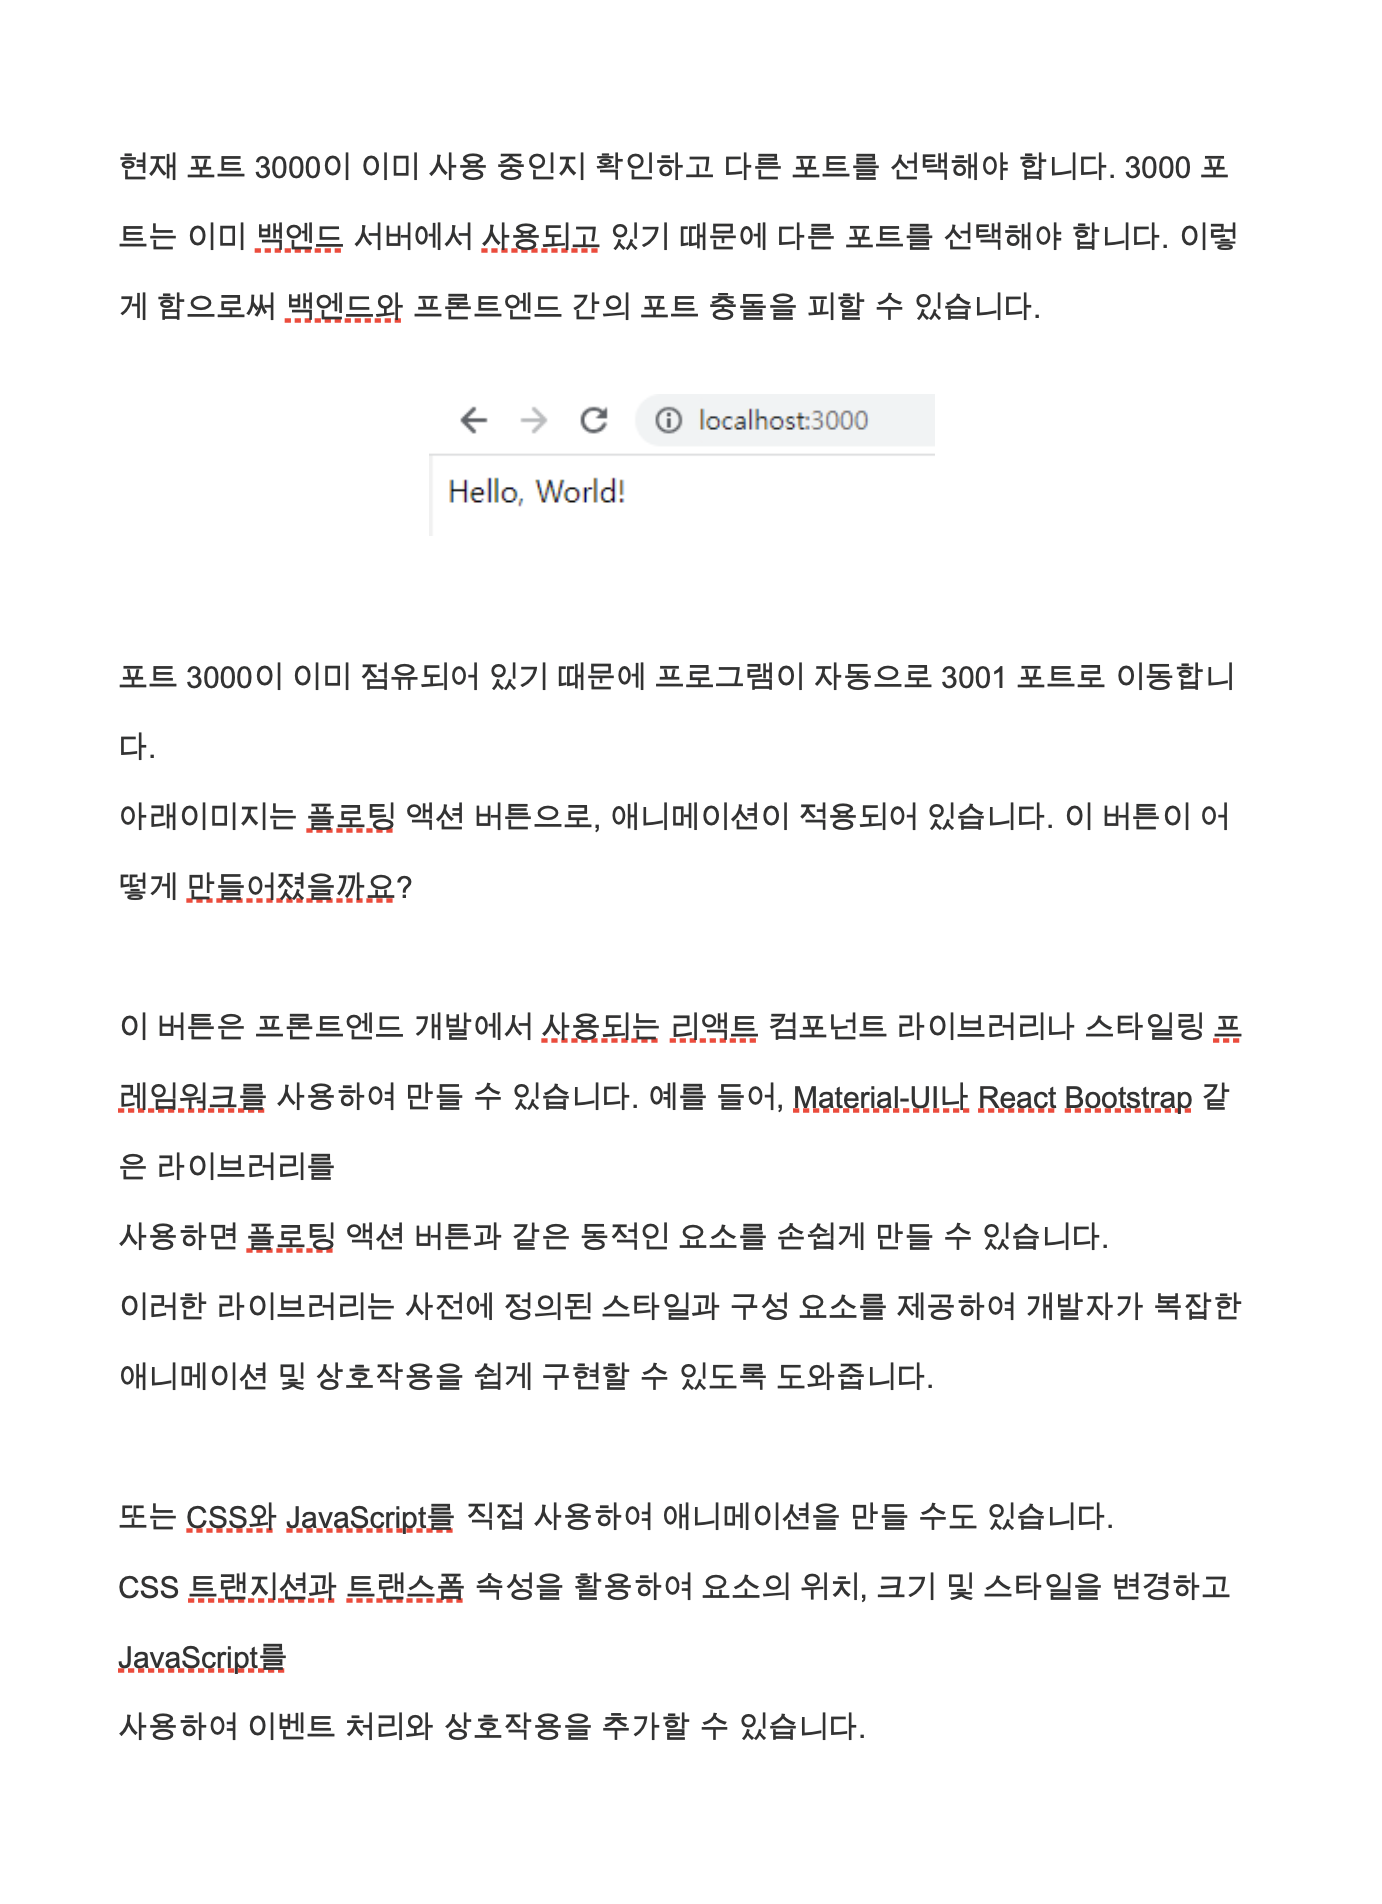 현재 포트 3000이 이미 사용 중인지 확인하고 다른 포트를 선택해야 합니다. 3000 포
트는 이미 백엔드 서버에서 사용되고 있기 때문에 다른 포트를 선택해야 합니다. 이렇
게 함으로써 백엔드와 프론트엔드 간의 포트 충돌을 피할 수 있습니다.
localhost:3000
Hello, World!
포트 3000이 이미 점유되어 있기 때문에 프로그램이 자동으로 3001 포트로 이동합니
다.
아래이미지는 플로팅 액션 버튼으로, 애니메이션이 적용되어 있습니다. 이 버튼이 어
떻게 만들어졌을까요?
이 버튼은 프론트엔드 개발에서 사용되는 리액트 컴포넌트 라이브러리나 스타일링 프
레임워크를 사용하여 만들 수 있습니다. 예를 들어, Material-UI나 React Bootstrap 같
은 라이브러리를
사용하면 플로팅 액션 버튼과 같은 동적인 요소를 손쉽게 만들 수 있습니다.
이러한 라이브러리는 사전에 정의된 스타일과 구성 요소를 제공하여 개발자가 복잡한
애니메이션 및 상호작용을 쉽게 구현할 수 있도록 도와줍니다.
또는 CSS와 JavaScript를 직접 사용하여 애니메이션을 만들 수도 있습니다.
CSS 트랜지션과 트랜스폼 속성을 활용하여 요소의 위치, 크기 및 스타일을 변경하고
JavaScript를
사용하여 이벤트 처리와 상호작용을 추가할 수 있습니다.